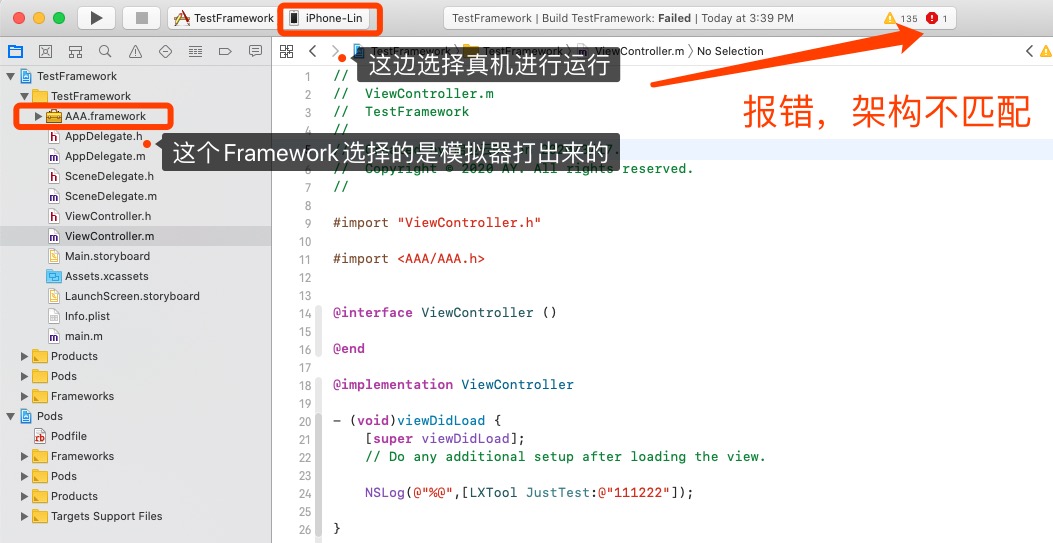 TestFramework
iPhone-Lin
TestFramework | Build TestFramework: Failed | Today at 3:39 PM
135
1
TestFramework
TestFramework
ViewController.m
No Selection
这边选择真机进行运行
报错，架构不匹配
这个Framework选择的是模拟器打出来的
TestFramework
TestFramework
AAA.framework
AppDelegate.h
AppDelegate.m
SceneDelegate.h
SceneDelegate.m
ViewController.h
ViewController.m
Main.storyboard
Assets.xcassets
LaunchScreen.storyboard
Info.plist
main.m
Products
Pods
Frameworks
Pods
Podfile
Frameworks
Pods
Products
Targets Support Files
1 //
2 // ViewController.m
3 // TestFramework
4 //
6 // Copyright © 2020 AY. All rights reserved.
7 //
8
9 #import "ViewController.h"
10
11 #import <AAA/AAA.h>
12
13
14 @interface ViewController ()
15
16 @end
17
18 @implementation ViewController
19
20 - (void)viewDidLoad {
21 [super viewDidLoad];
22 // Do any additional setup after loading the view.
23
24 NSLog(@"%@",[LXTool JustTest:@"111222"]);
25
26 }